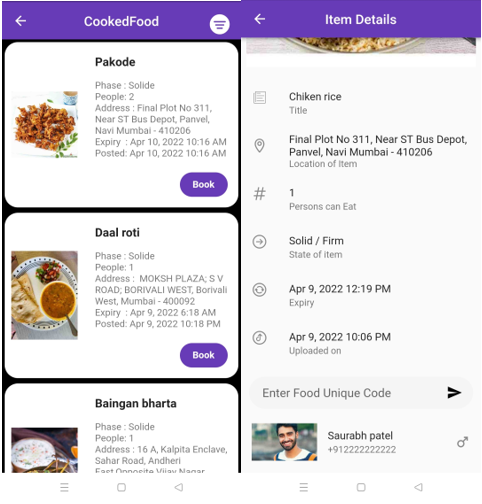 CookedFood
Pakode
Phase : Solide
People: 2
Address : Final Plot No 311,
Near ST Bus Depot, Panvel,
Navi Mumbai - 410206
Expiry : Apr 10, 2022 10:16 AM
Posted: Apr 10, 2022 10:16 AM
Book
Daal roti
Phase : Solide
People: 1
Address : MOKSH PLAZA; S V
ROAD; BORIVALI WEST, Borivali
West, Mumbai - 400092
Expiry : Apr 9, 2022 6:18 AM
Posted: Apr 9, 2022 10:18 PM
Book
Baingan bharta
Phase : Solide
People: 1
Address : 16 A, Kalpita Enclave,
Sahar Road, Andheri
East,Opposite Vijay Nagar
Item Details
Chiken rice
Title
Final Plot No 311, Near ST Bus Depot,
Panvel, Navi Mumbai - 410206
Location of Item
1
Persons can Eat
Solid / Firm
State of item
Apr 9, 2022 12:19 PM
Expiry
Apr 9, 2022 10:06 PM
Uploaded on
Enter Food Unique Code
Saurabh patel
+912222222222